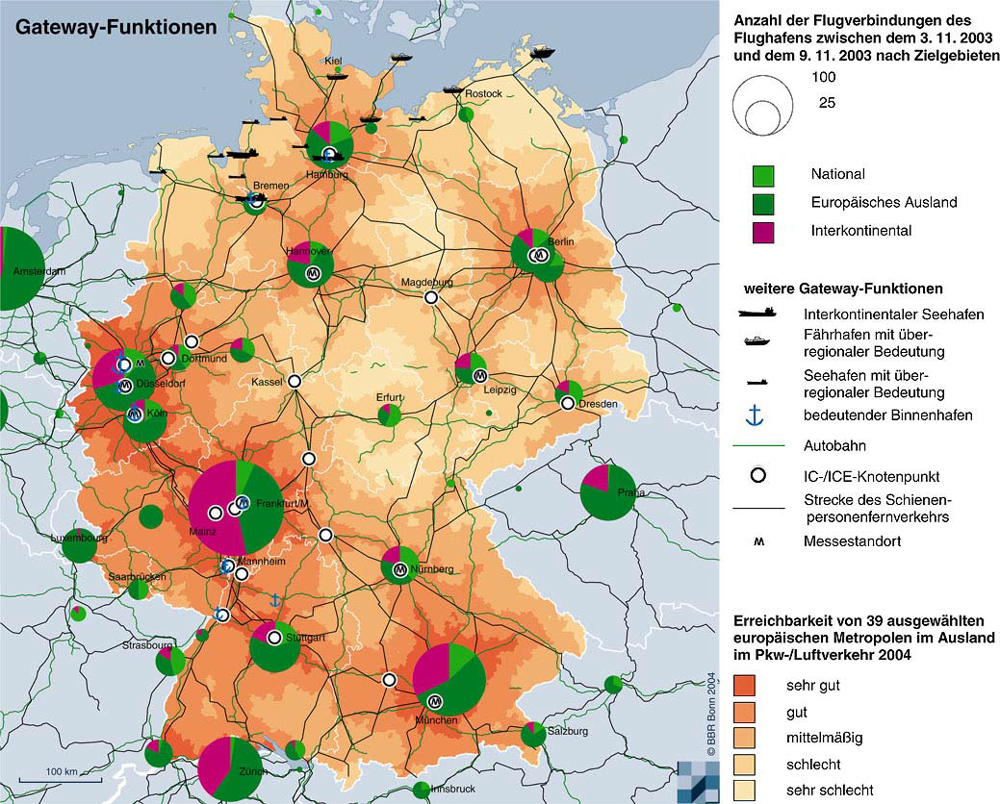 Gateway-Funktionen
Kiel
Rostock
Hamburg
Bremen
Hannover
Berlin
Amsterdam
Magdeburg
Dortmund
Düsseldorf
Kassel
Leipzig
Erfurt
Dresden
Köln
Praha
Frankfurt/M.
Mainz
Luxembourg
Mannheim
Saarbrücken
Nürnberg
Strasbourg
Stuttgart
München
Salzburg
Zürich
Innsbruck
100 km
© BBR Bonn 2004
Anzahl der Flugverbindungen des
Flughafens zwischen dem 3. 11. 2003
und dem 9. 11. 2003 nach Zielgebieten
100
25
National
Europäisches Ausland
Interkontinental
weitere Gateway-Funktionen
Interkontinentaler Seehafen
Fährhafen mit über-
regionaler Bedeutung
Seehafen mit über-
regionaler Bedeutung
bedeutender Binnenhafen
Autobahn
IC-/ICE-Knotenpunkt
Strecke des Schienen-
personenfernverkehrs
Messestandort
Erreichbarkeit von 39 ausgewählten
europäischen Metropolen im Ausland
im Pkw-/Luftverkehr 2004
sehr gut
gut
mittelmäßig
schlecht
sehr schlecht